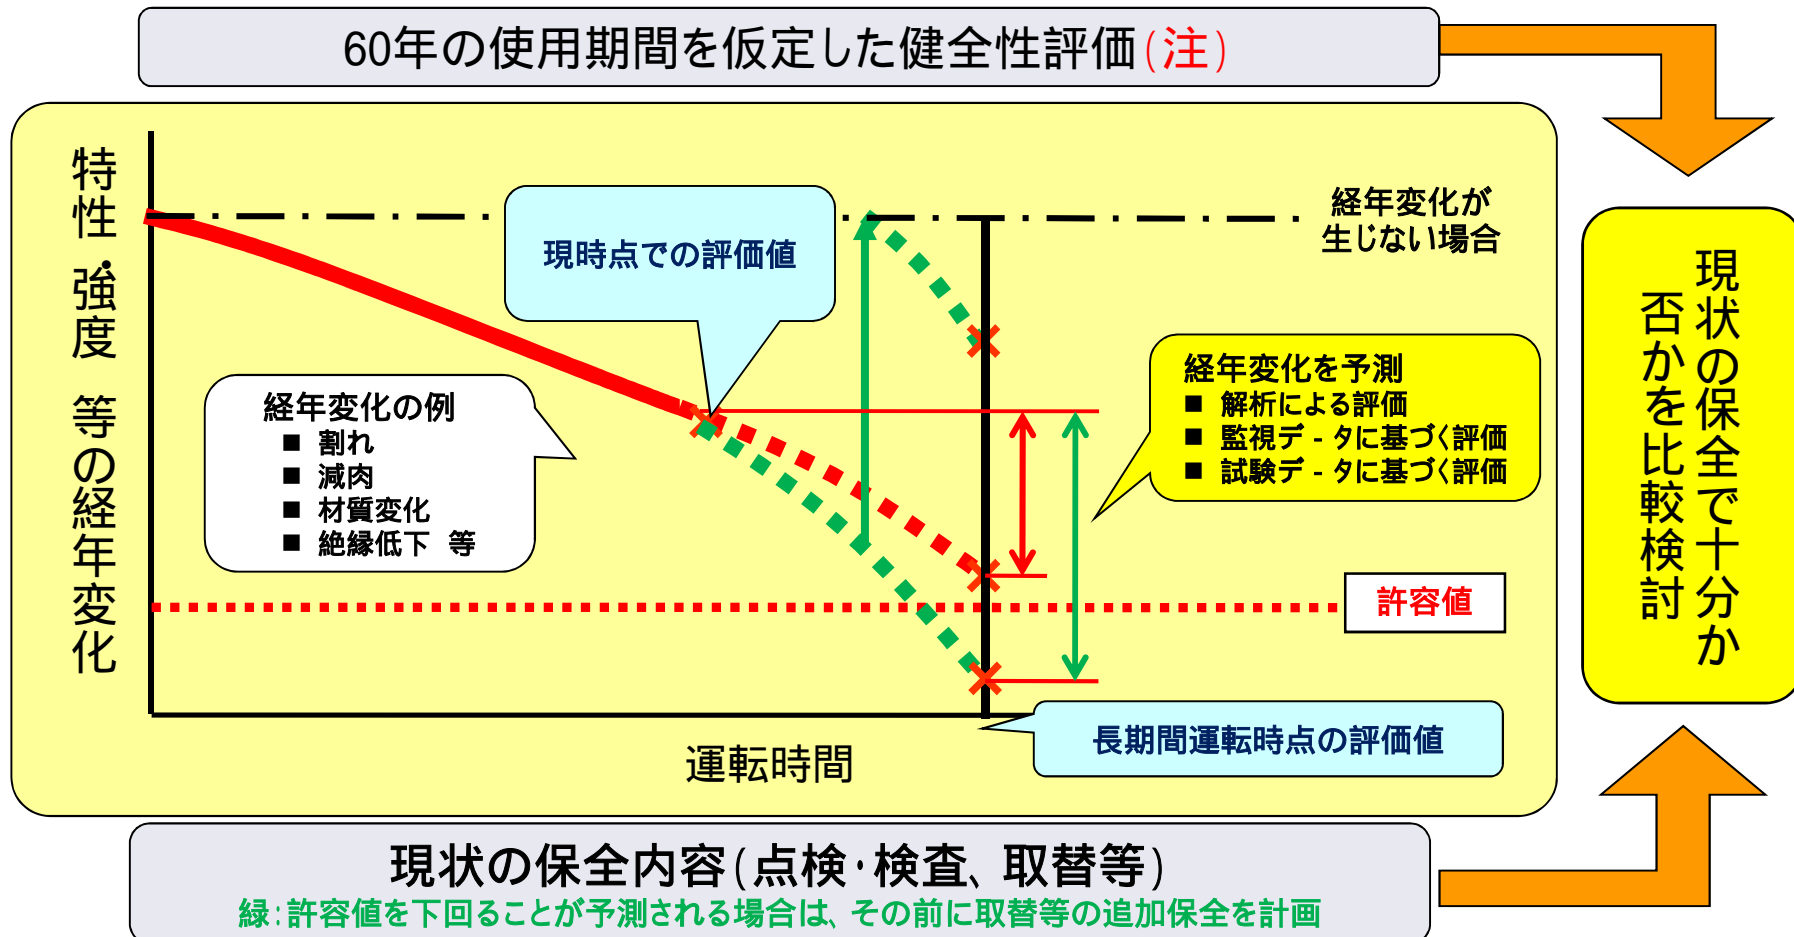 60年の使用期間を仮定した健全性評価(注)
特性・強度 等の経年変化
現時点での評価値
経年変化が
生じない場合
経年変化の例
■ 割れ
■ 減肉
■ 材質変化
■ 絶縁低下 等
経年変化を予測
■ 解析による評価
■ 監視デ-タに基づく評価
■ 試験デ-タに基づく評価
許容値
長期間運転時点の評価値
運転時間
現状の保全で十分か
否かを比較検討
現状の保全内容(点検・検査、取替等)
緑:許容値を下回ることが予測される場合は、その前に取替等の追加保全を計画